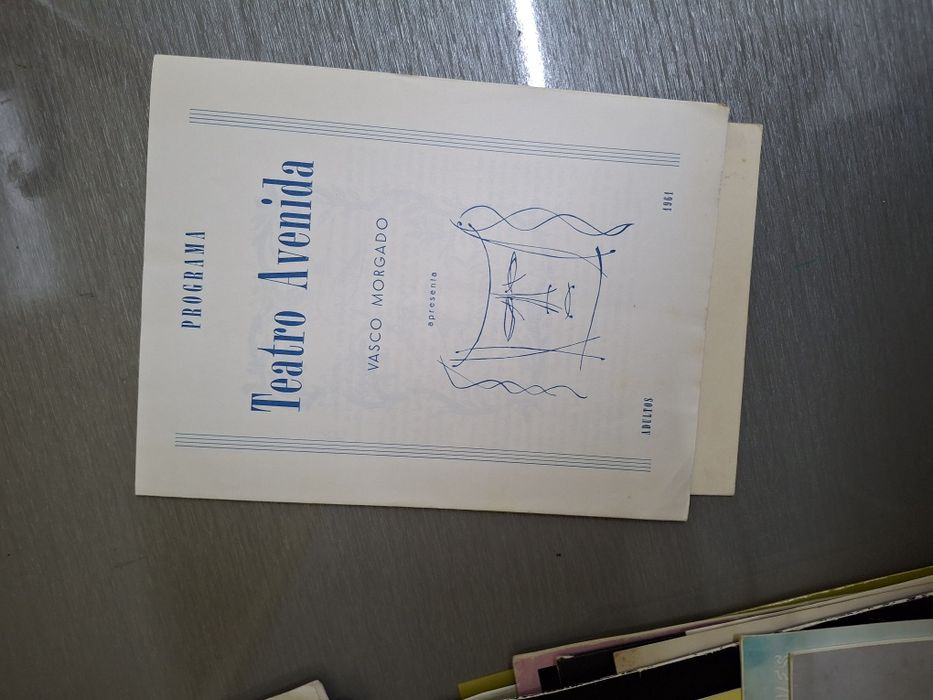 PROGRAMA
Teatro Avenida
VASCO MORGADO
apresenta
ADULTOS
1961